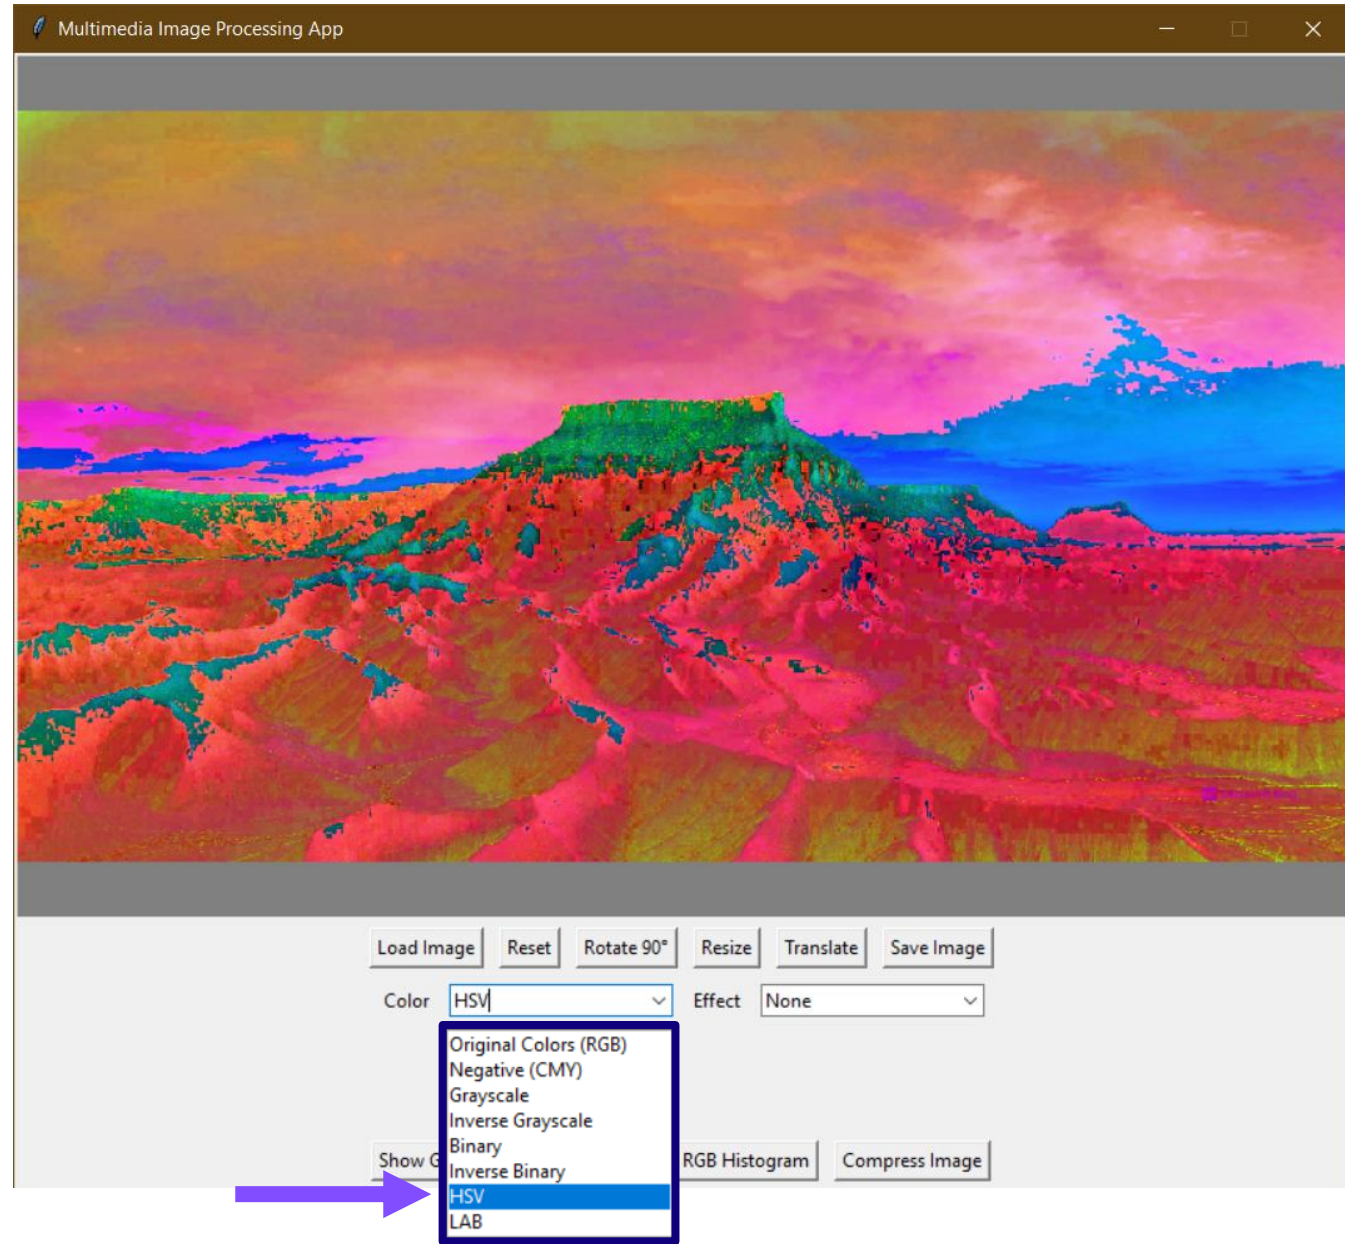 Multimedia Image Processing App
Load Image Reset Rotate 90° Resize Translate Save Image
Color HSV Effect None
Original Colors (RGB)
Negative (CMY)
Grayscale
Inverse Grayscale
Binary
Inverse Binary
HSV
LAB
Show G RGB Histogram Compress Image